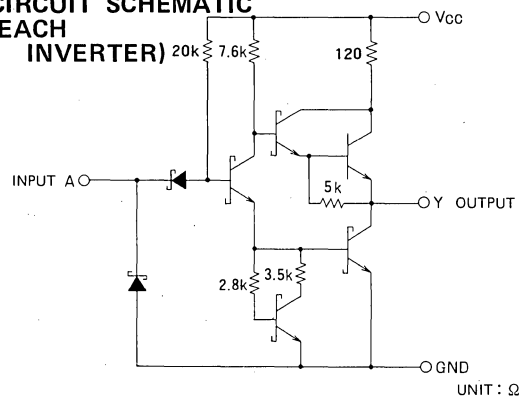 CIRCUIT SCHEMATIC
(EACH
INVERTER)
20k 7.6k 120
VCC
INPUT A
5k
Y OUTPUT
2.8k 3.5k
GND
UNIT : Ω